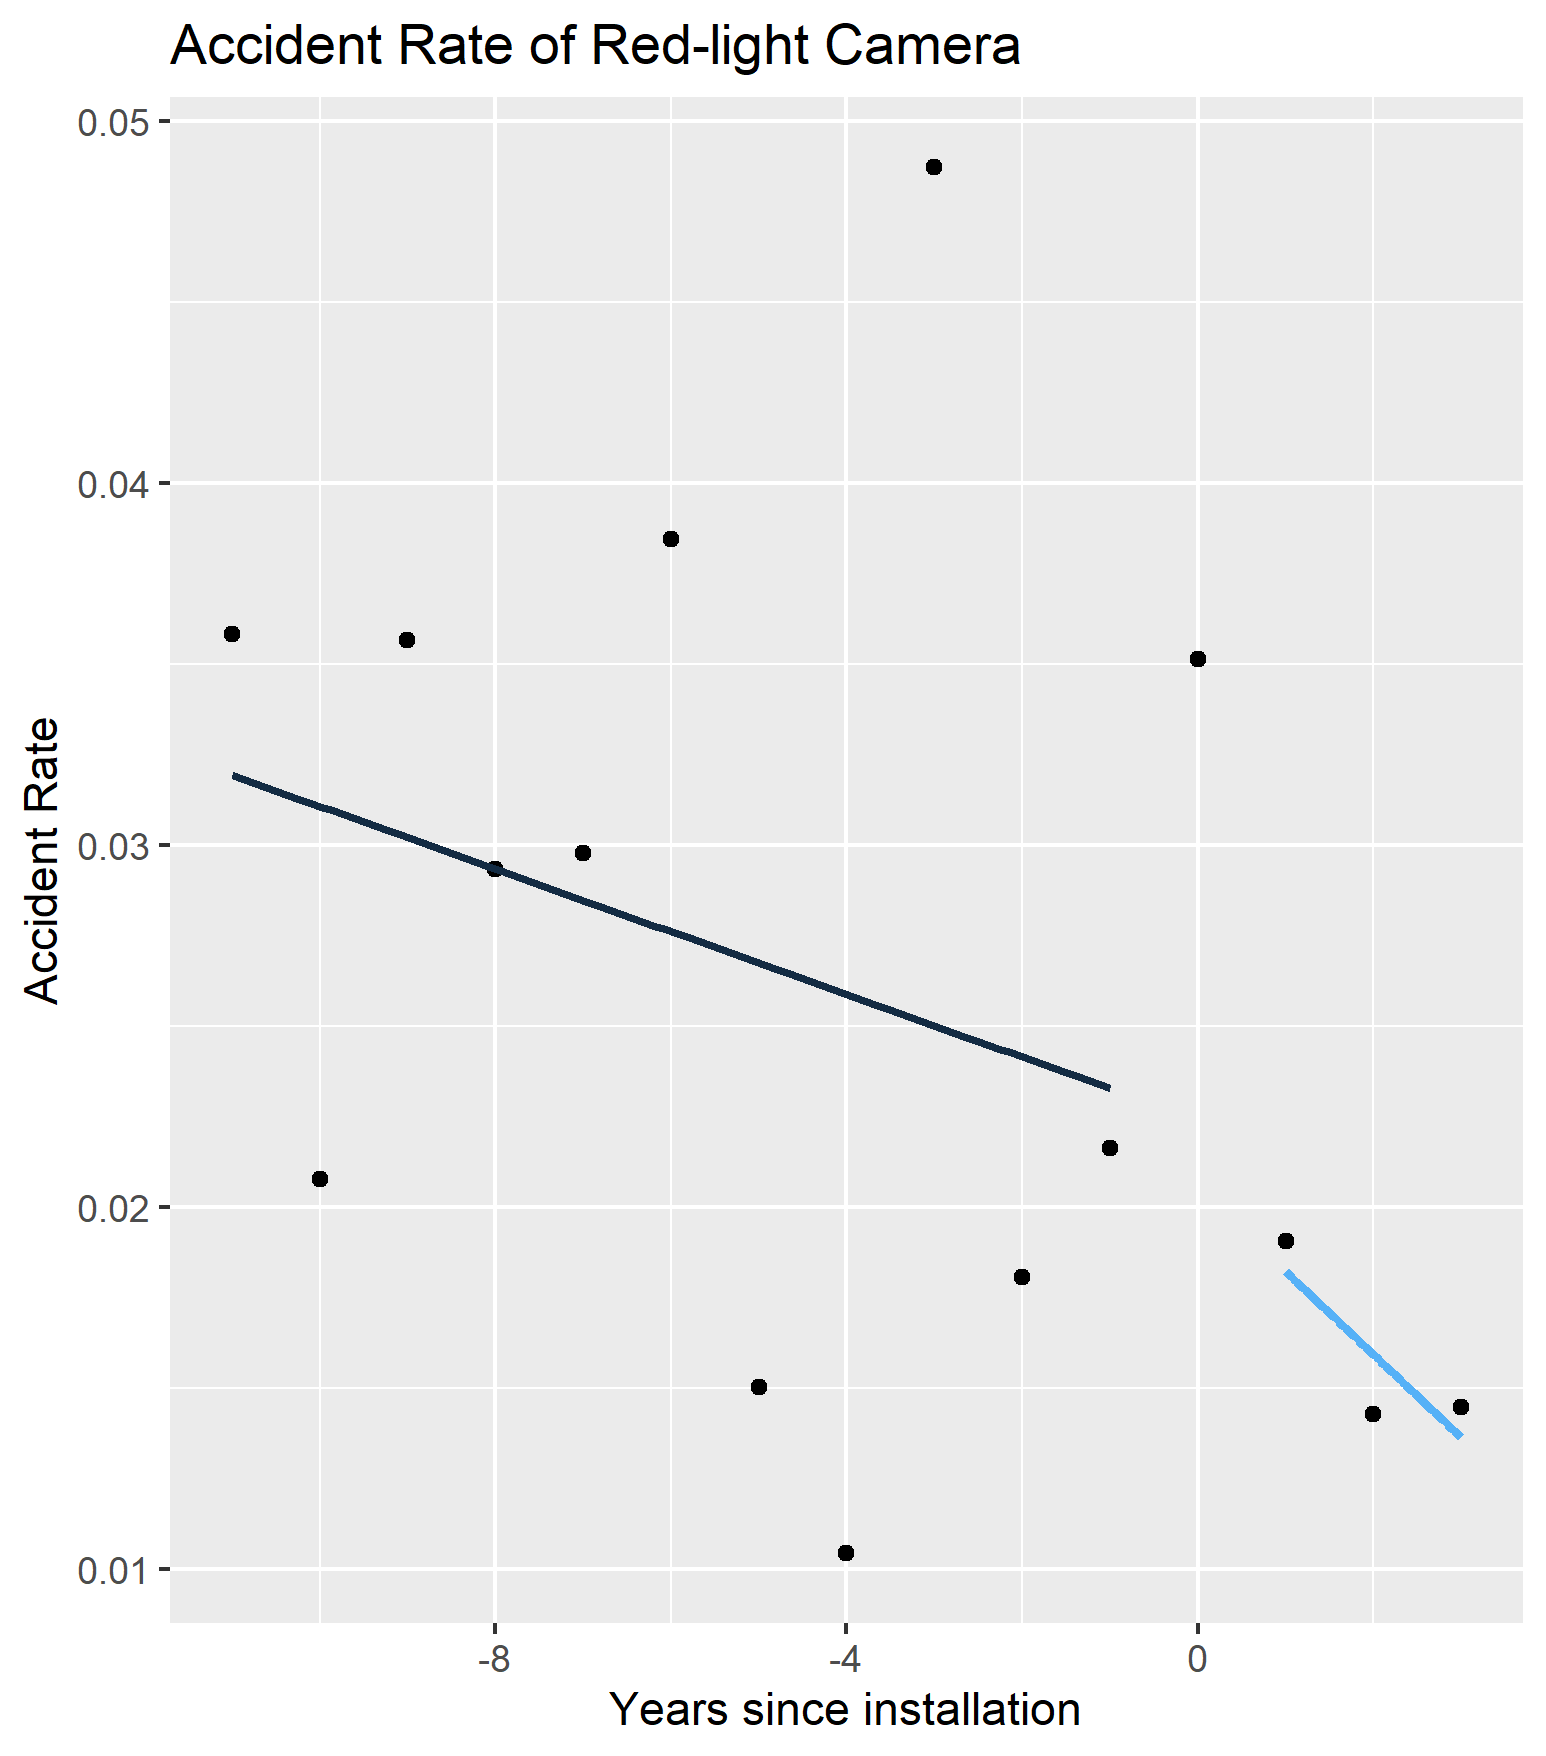 Accident Rate of Red-light Camera
0.05
0.04
0.03
0.02
0.01
Accident Rate
-8
-4
0
Years since installation